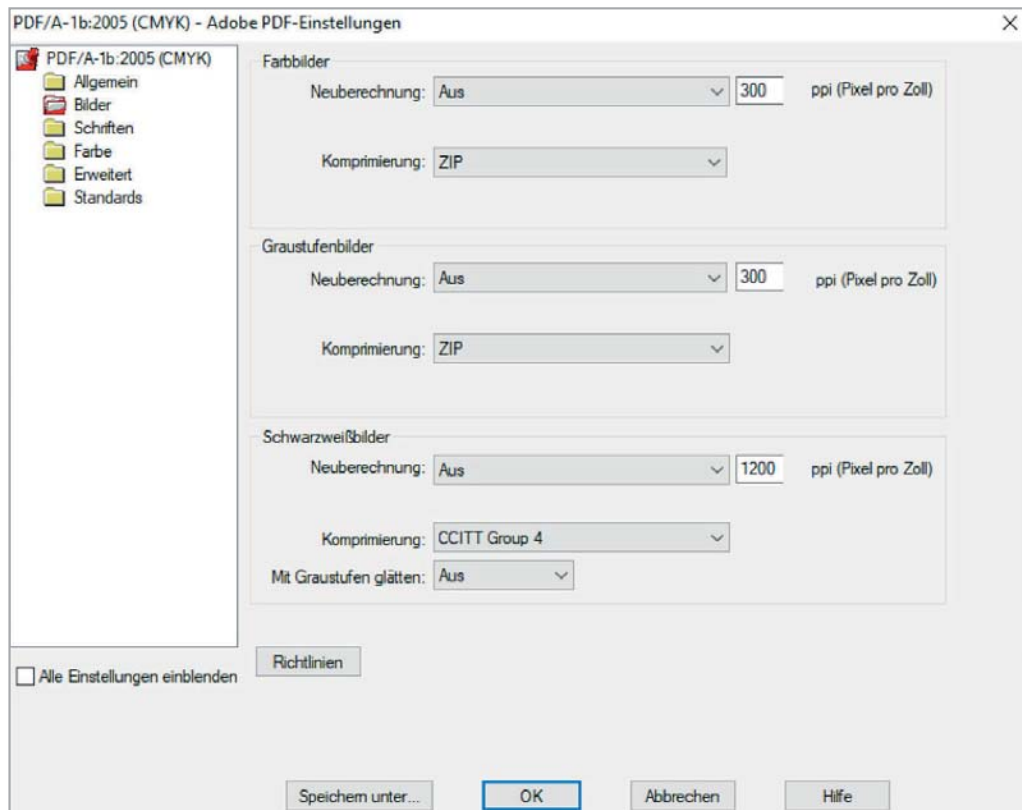 PDF/A-1b:2005 (CMYK) - Adobe PDF-Einstellungen
PDF/A-1b:2005 (CMYK)
Allgemein
Bilder
Schriften
Farbe
Erweitert
Standards
Alle Einstellungen einblenden
Farbbilder
Neuberechnung: Aus 300 ppi (Pixel pro Zoll)
Komprimierung: ZIP
Graustufenbilder
Neuberechnung: Aus 300 ppi (Pixel pro Zoll)
Komprimierung: ZIP
Schwarzweißbilder
Neuberechnung: Aus 1200 ppi (Pixel pro Zoll)
Komprimierung: CCITT Group 4
Mit Graustufen glätten: Aus
Richtlinien
Speichern unter... OK Abbrechen Hilfe